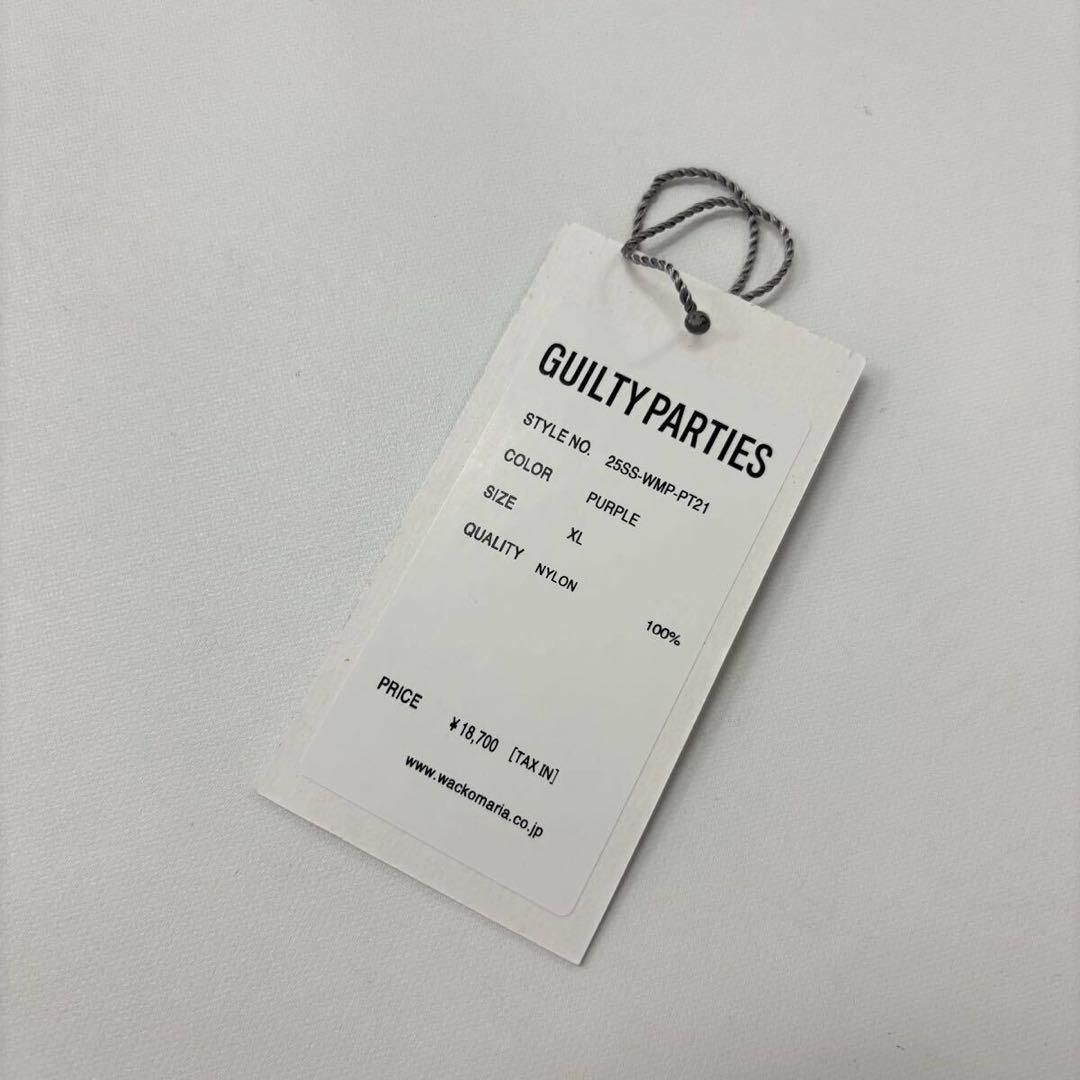 GUILTY PARTIES
STYLE NO. 25SS-WMP-PT21
COLOR PURPLE
SIZE XL
QUALITY NYLON
100%
PRICE ¥18,700 [TAX IN]
www.wackomaria.co.jp